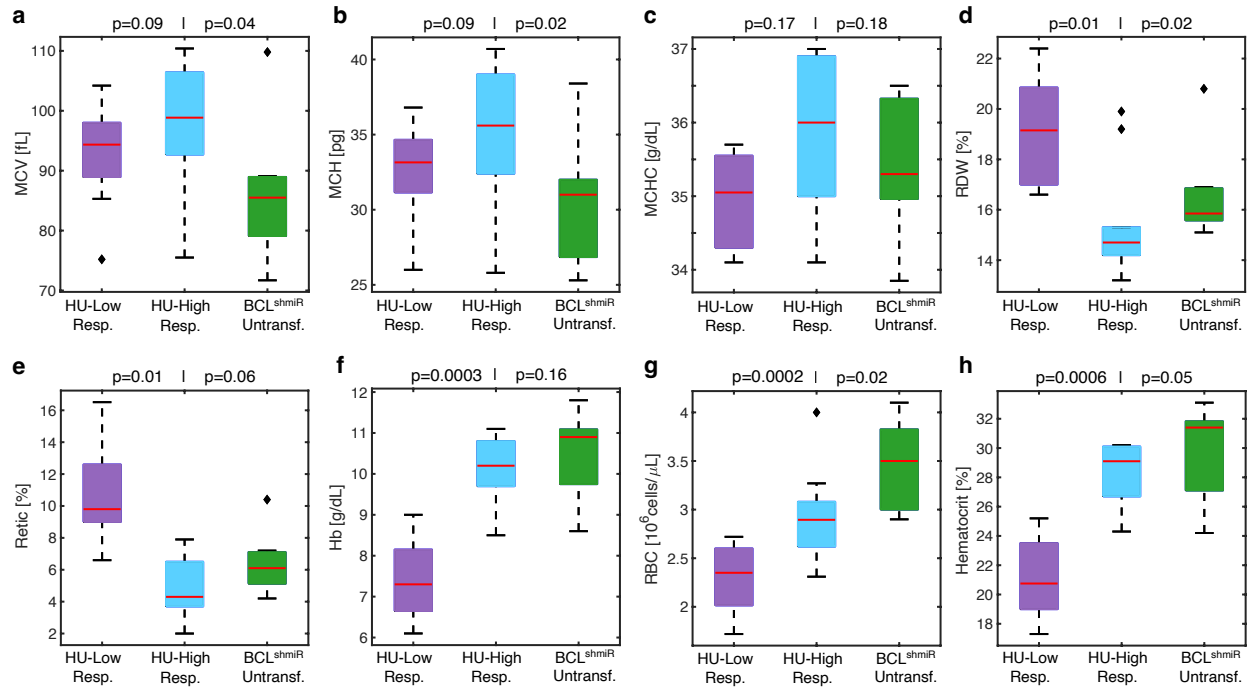 a
p=0.09 | p=0.04
MCV [fL]
110
100
90
80
70
HU-Low
Resp.
HU-High
Resp.
BCL^shmiR
Untransf.
b
p=0.09 | p=0.02
MCH [pg]
40
35
30
25
HU-Low
Resp.
HU-High
Resp.
BCL^shmiR
Untransf.
c
p=0.17 | p=0.18
MCHC [g/dL]
37
36
35
34
HU-Low
Resp.
HU-High
Resp.
BCL^shmiR
Untransf.
d
p=0.01 | p=0.02
RDW [%]
22
20
18
16
14
HU-Low
Resp.
HU-High
Resp.
BCL^shmiR
Untransf.
e
p=0.01 | p=0.06
Retic [%]
16
14
12
10
8
6
4
2
HU-Low
Resp.
HU-High
Resp.
BCL^shmiR
Untransf.
f
p=0.0003 | p=0.16
Hb [g/dL]
12
11
10
9
8
7
6
HU-Low
Resp.
HU-High
Resp.
BCL^shmiR
Untransf.
g
p=0.0002 | p=0.02
RBC [10^6cells/μL]
4
3.5
3
2.5
2
HU-Low
Resp.
HU-High
Resp.
BCL^shmiR
Untransf.
h
p=0.0006 | p=0.05
Hematocrit [%]
32
30
28
26
24
22
20
18
HU-Low
Resp.
HU-High
Resp.
BCL^shmiR
Untransf.